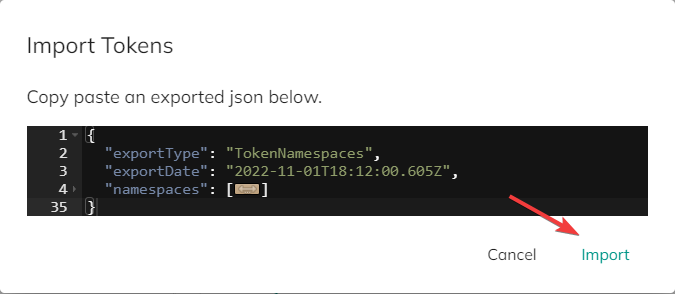 Import Tokens
Copy paste an exported json below.
1 {
2 "exportType": "TokenNamespaces",
3 "exportDate": "2022-11-01T18:12:00.605Z",
4 "namespaces": [ ]
35 }
Cancel Import